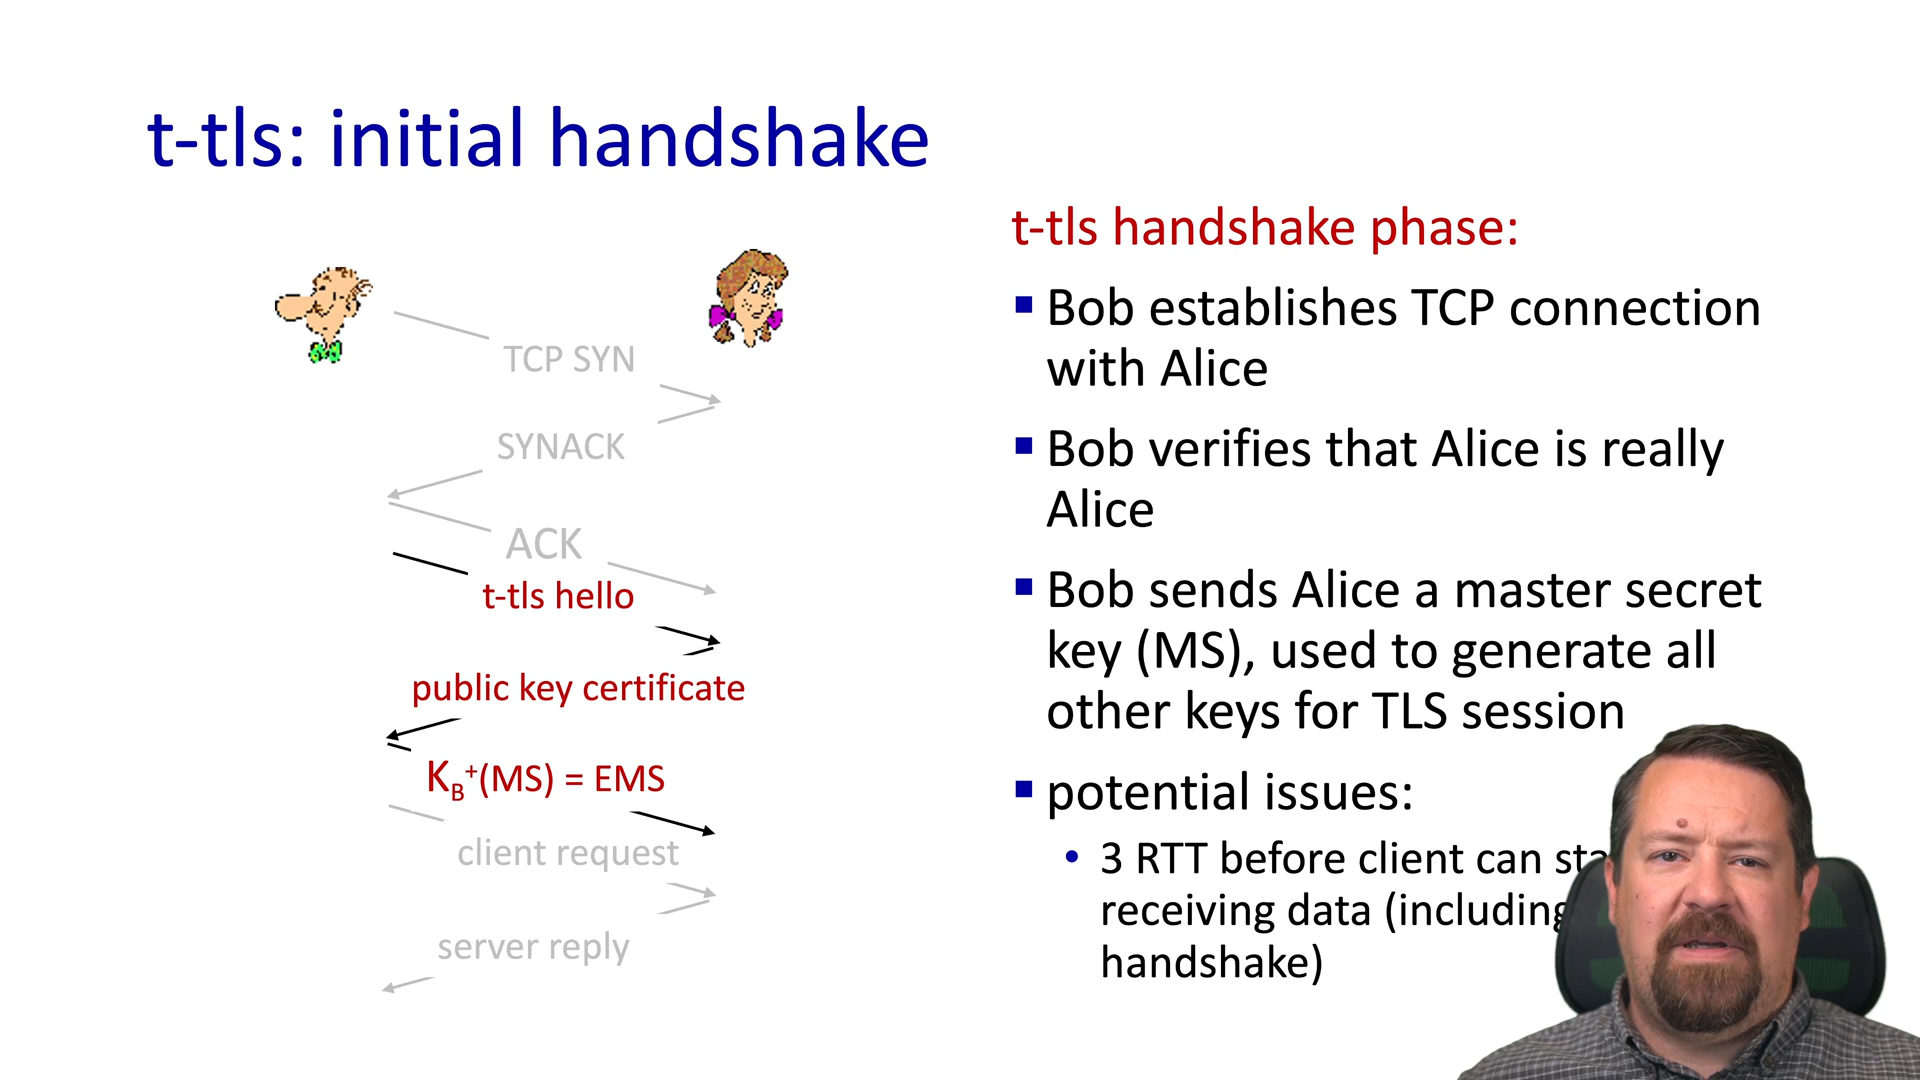 t-tls: initial handshake
TCP SYN
SYNACK
ACK
t-tls hello
public key certificate
K_B^+(MS) = EMS
client request
server reply
t-tls handshake phase:
▪ Bob establishes TCP connection
with Alice
▪ Bob verifies that Alice is really
Alice
▪ Bob sends Alice a master secret
key (MS), used to generate all
other keys for TLS session
▪ potential issues:
• 3 RTT before client can
receiving data (including
handshake)